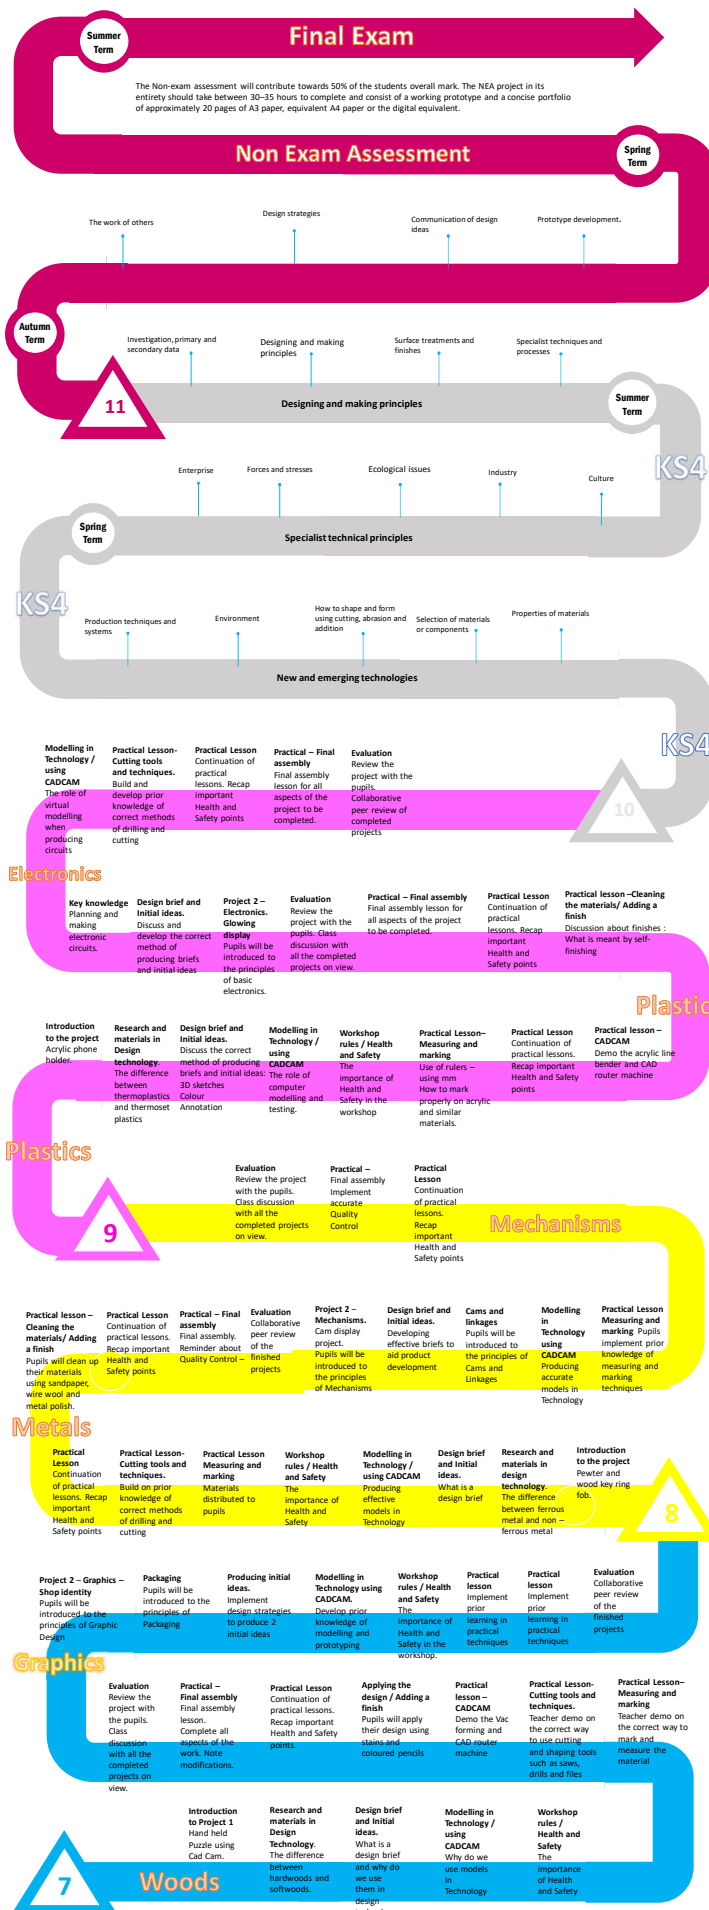 Summer
Term
Final Exam
The Non-exam assessment will contribute towards 50% of the students overall mark. The NEA project in its
entirety should take between 30–35 hours to complete and consist of a working prototype and a concise portfolio
of approximately 20 pages of A3 paper, equivalent A4 paper or the digital equivalent.
Non Exam Assessment
Spring
Term
The work of others
Design strategies
Communication of design
ideas
Prototype development.
Autumn
Term
Investigation, primary and
secondary data
Designing and making
principles
Surface treatments and
finishes
Specialist techniques and
processes
11
Designing and making principles
Summer
Term
KS4
Enterprise
Forces and stresses
Ecological issues
Industry
Culture
Spring
Term
Specialist technical principles
KS4
Production techniques and
systems
Environment
How to shape and form
using cutting, abrasion and
addition
Selection of materials
or components
Properties of materials
New and emerging technologies
KS4
Modelling in
Technology /
using
CADCAM
The role of
virtual
modelling
when
producing
circuits
Practical Lesson-
Cutting tools
and techniques.
Build and
develop prior
knowledge of
correct methods
of drilling and
cutting
Practical Lesson
Continuation of
practical
lessons. Recap
important
Health and
Safety points
Practical – Final
assembly
Final assembly
lesson for all
aspects of the
project to be
completed.
Evaluation
Review the
project with the
pupils.
Collaborative
peer review of
completed
projects
10
Electronics
Key knowledge
Planning and
making
electronic
circuits.
Design brief and
Initial ideas.
Discuss and
develop the correct
method of
producing briefs
and initial ideas
Project 2 –
Electronics.
Glowing
display
Pupils will be
introduced to
the principles
of basic
electronics.
Evaluation
Review the
project with the
pupils. Class
discussion with
all the completed
projects on view.
Practical – Final assembly
Final assembly lesson for
all aspects of the project
to be completed.
Practical Lesson
Continuation of
practical
lessons. Recap
important
Health and
Safety points
Practical lesson –Cleaning
the materials/ Adding a
finish
Discussion about finishes :
What is meant by self-
finishing
Plastic
Introduction
to the project
Acrylic phone
holder.
Research and
materials in
Design
technology.
The difference
between
thermoplastics
and thermoset
plastics
Design brief and
Initial ideas.
Discuss the correct
method of producing
briefs and initial ideas:
3D sketches
Colour
Annotation
Modelling in
Technology /
using
CADCAM
The role of
computer
modelling and
testing.
Workshop
rules / Health
and Safety
The
importance of
Health and
Safety in the
workshop
Practical Lesson–
Measuring and
marking
Use of rulers –
using mm
How to mark
properly on acrylic
and similar
materials.
Practical Lesson
Continuation of
practical lessons.
Recap important
Health and Safety
points
Practical lesson –
CADCAM
Demo the acrylic line
bender and CAD
router machine
Plastics
Evaluation
Review the project
with the pupils.
Class discussion
with all the
completed projects
on view.
Practical –
Final assembly
Implement
accurate
Quality
Control
Practical
Lesson
Continuation
of practical
lessons.
Recap
important
Health and
Safety points
9
Mechanisms
Practical lesson –
Cleaning the
materials/ Adding
a finish
Pupils will clean up
their materials
using sandpaper,
wire wool and
metal polish.
Practical Lesson
Continuation of
practical lessons.
Recap important
Health and
Safety points
Practical – Final
assembly
Final assembly.
Reminder about
Quality Control –
Evaluation
Collaborative
peer review
of the
finished
projects
Project 2 –
Mechanisms.
Cam display
project.
Pupils will be
introduced to
the principles
of Mechanisms
Design brief and
Initial ideas.
Developing
effective briefs to
aid product
development
Cams and
linkages
Pupils will be
introduced to
the principles of
Cams and
Linkages
Modelling
in
Technology
using
CADCAM
Producing
accurate
models in
Technology
Practical Lesson
Measuring and
marking Pupils
implement prior
knowledge of
measuring and
marking
techniques
Metals
Practical
Lesson
Continuation
of practical
lessons. Recap
important
Health and
Safety points
Practical Lesson-
Cutting tools and
techniques.
Build on prior
knowledge of
correct methods
of drilling and
cutting
Practical Lesson
Measuring and
marking
Materials
distributed to
pupils
Workshop
rules / Health
and Safety
The
importance of
Health and
Safety
Modelling in
Technology /
using CADCAM
Producing
effective
models in
Technology
Design brief
and Initial
ideas.
What is a
design brief
Research and
materials in
design
technology.
The difference
between ferrous
metal and non –
ferrous metal
Introduction
to the project
Pewter and
wood key ring
fob.
8
Project 2 – Graphics –
Shop identity
Pupils will be
introduced to the
principles of Graphic
Design
Packaging
Pupils will be
introduced to the
principles of
Packaging
Producing initial
ideas.
Implement
design strategies
to produce 2
initial ideas
Modelling in
Technology using
CADCAM.
Develop prior
knowledge of
modelling and
prototyping
Workshop
rules / Health
and Safety
The
importance of
Health and
Safety in the
workshop.
Practical
lesson
Implement
prior
learning in
practical
techniques
Practical
lesson
Implement
prior
learning in
practical
techniques
Evaluation
Collaborative
peer review
of the
finished
projects
Graphics
Evaluation
Review the
project with
the pupils.
Class
discussion
with all the
completed
projects on
view.
Practical –
Final assembly
Final assembly
lesson.
Complete all
aspects of the
work. Note
modifications.
Practical Lesson
Continuation of
practical lessons.
Recap important
Health and Safety
points.
Applying the
design / Adding a
finish
Pupils will apply
their design using
stains and
coloured pencils
Practical
lesson –
CADCAM
Demo the Vac
forming and
CAD router
machine
Practical Lesson-
Cutting tools and
techniques.
Teacher demo on
the correct way
to use cutting
and shaping tools
such as saws,
drills and files
Practical Lesson–
Measuring and
marking
Teacher demo on
the correct way to
mark and
measure the
material
Introduction
to Project 1
Hand held
Puzzle using
Cad Cam.
Research and
materials in
Design
Technology.
The difference
between
hardwoods and
softwoods.
Design brief
and Initial
ideas.
What is a
design brief
and why do
we use
them in
design
Modelling in
Technology /
using
CADCAM
Why do we
use models
in
Technology
Workshop
rules /
Health and
Safety
The
importance
of Health
and Safety
7
Woods